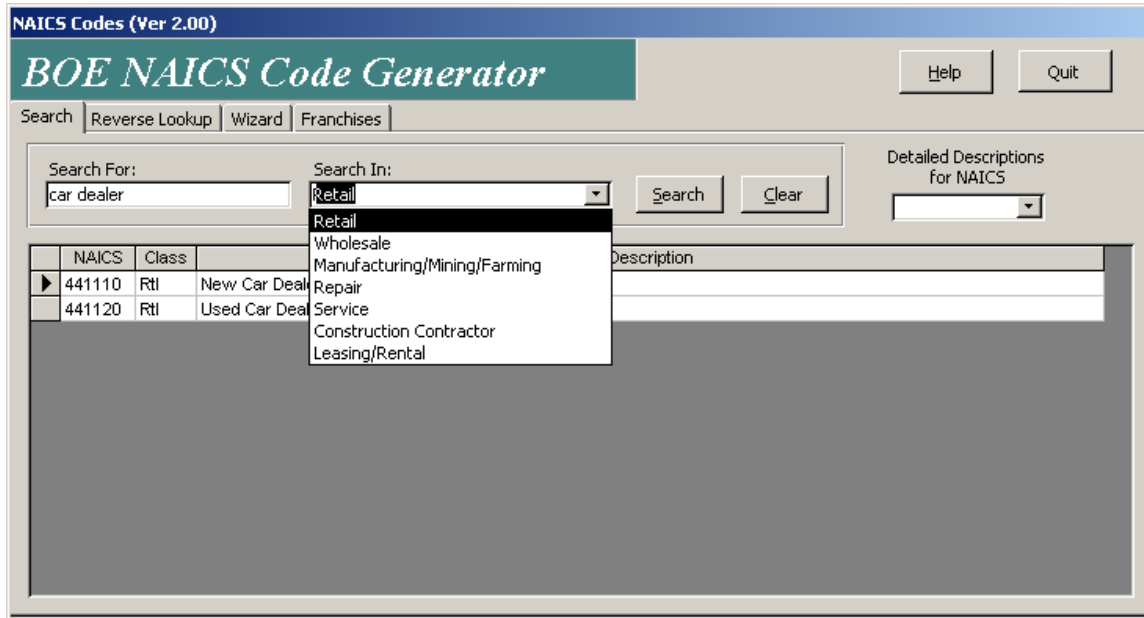 NAICS Codes (Ver 2.00)
BOE NAICS Code Generator
Help
Quit
Search
Reverse Lookup
Wizard
Franchises
Search For:
Search In:
Detailed Descriptions
for NAICS
car dealer
Retail
Search
Clear
Retail
Wholesale
Manufacturing/Mining/Farming
Repair
Service
Construction Contractor
Leasing/Rental
NAICS Class Description
441110 Rtl New Car
441120 Rtl Used Car